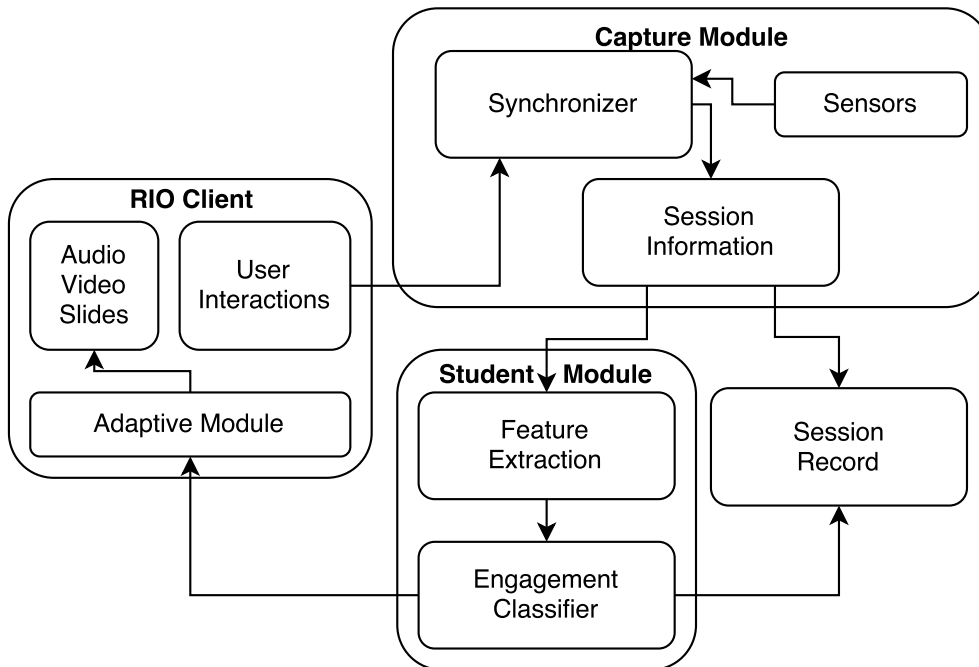 Capture Module
Synchronizer
Sensors
Session
Information
RIO Client
Audio
Video
Slides
User
Interactions
Adaptive Module
Student Module
Feature
Extraction
Engagement
Classifier
Session
Record